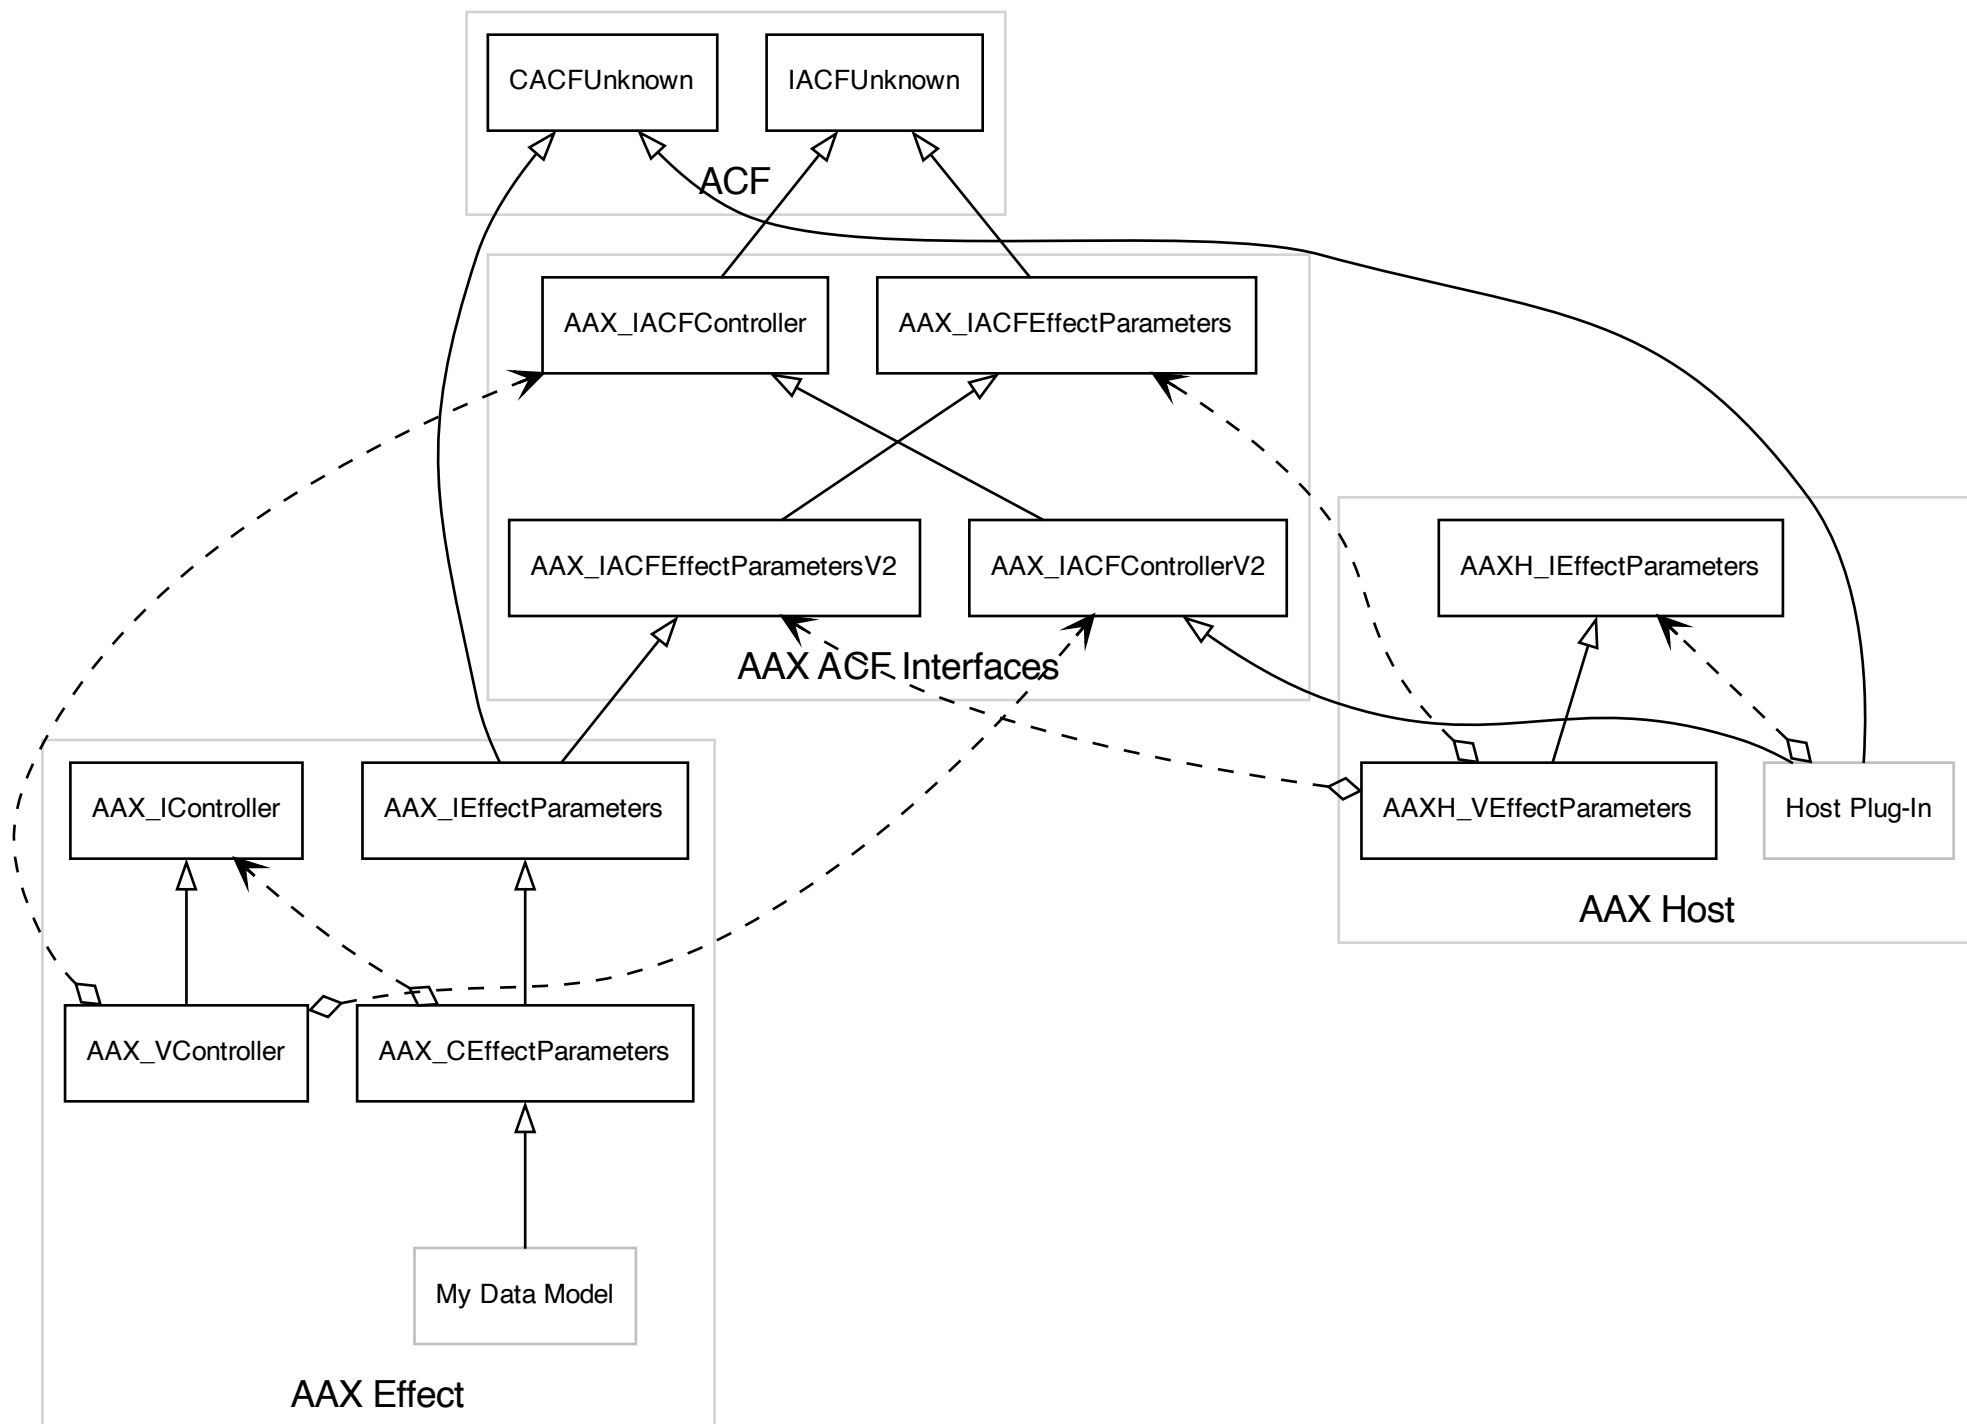 CACFUnknown
IACFUnknown
ACF
AAX_IACFController
AAX_IACFEffectParameters
AAX_IACFEffectParametersV2
AAX_IACFControllerV2
AAXH_IEffectParameters
AAX ACF Interfaces
AAX_IController
AAX_IEffectParameters
AAXH_VEffectParameters
Host Plug-In
AAX Host
AAX_VController
AAX_CEffectParameters
My Data Model
AAX Effect